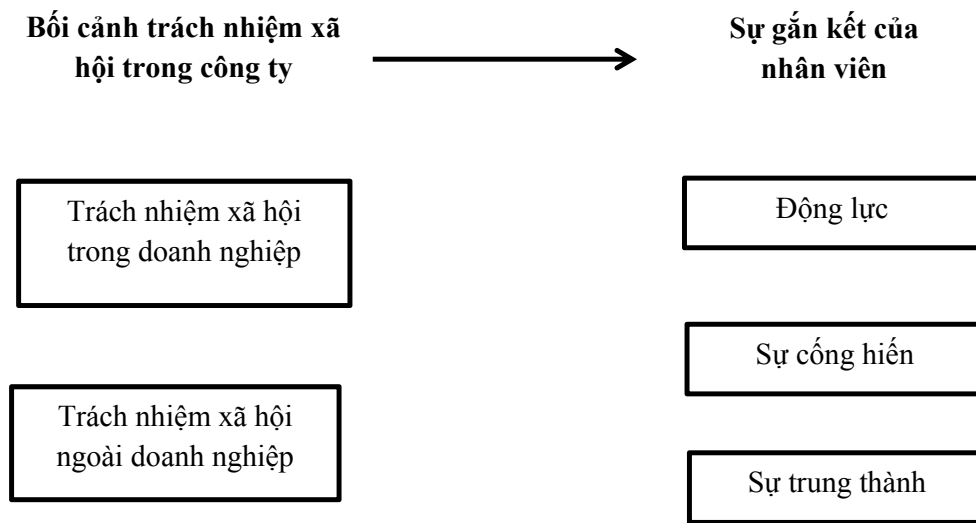 Bối cảnh trách nhiệm xã
hội trong công ty
Sự gắn kết của
nhân viên
Trách nhiệm xã hội
trong doanh nghiệp
Trách nhiệm xã hội
ngoài doanh nghiệp
Động lực
Sự cống hiến
Sự trung thành